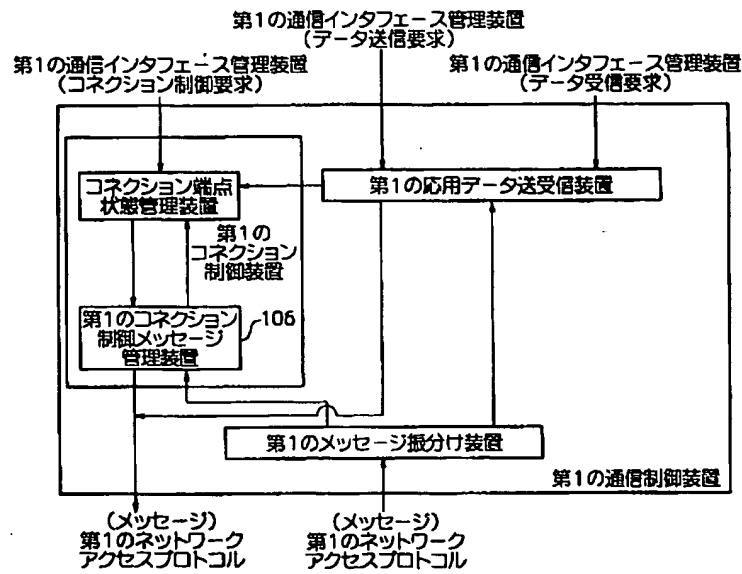 第1の通信インタフェース管理装置
(データ送信要求)
第1の通信インタフェース管理装置
(コネクション制御要求)
第1の通信インタフェース管理装置
(データ受信要求)
コネクション端点
状態管理装置
第1の応用データ送受信装置
第1の
コネクション
制御装置
第1のコネクション
制御メッセージ
管理装置
106
第1のメッセージ振分け装置
第1の通信制御装置
(メッセージ)
第1のネットワーク
アクセスプロトコル
(メッセージ)
第1のネットワーク
アクセスプロトコル